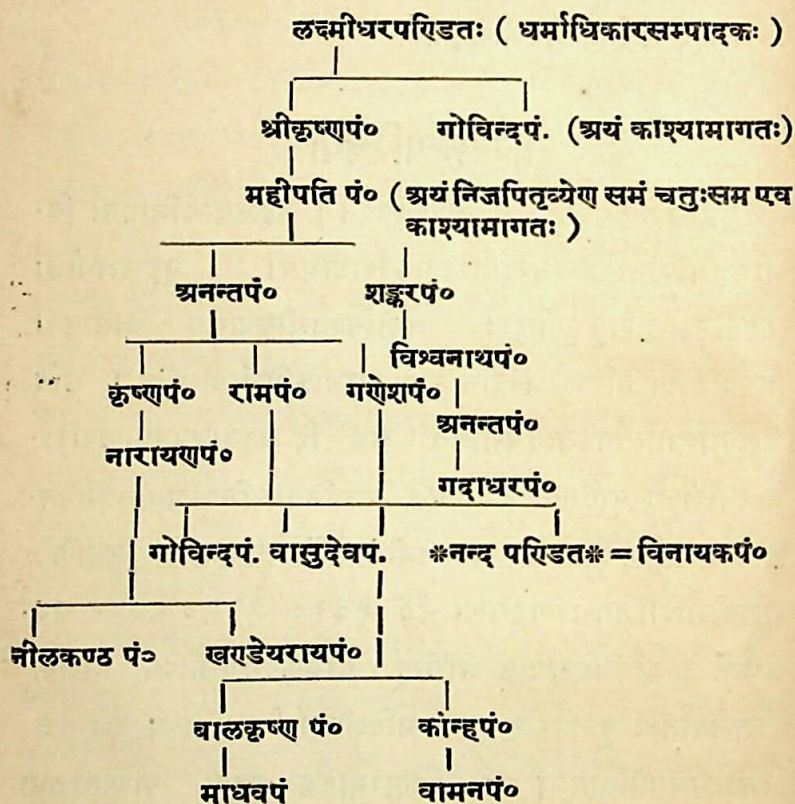 लक्ष्मीधरपण्डितः ( धर्माधिकारसम्पादकः )
श्रीकृष्णपं० गोविन्दपं. (अयं काश्यामागतः)
महीपति पं० (अयं निजपितृव्येण समं चतुःसम एव
काश्यामागतः )
अनन्तपं० शङ्करपं०
विश्वनाथपं०
कृष्णपं० रामपं० गणेशपं०
अनन्तपं०
नारायणपं०
गदाधरपं०
गोविन्दपं. वासुदेवप. *नन्द पण्डित* = विनायकपं०
नीलकण्ठ पं० खण्डेयरायपं०
बालकृष्ण पं० कांन्हपं०
माधवपं वामनपं०